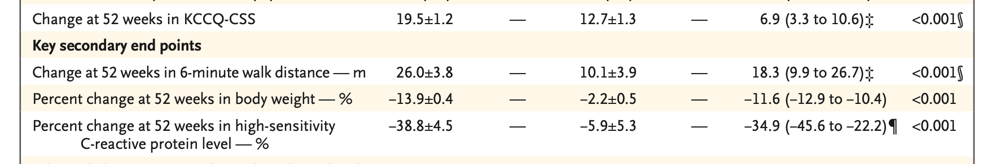 Change at 52 weeks in KCCQ-CSS 19.5±1.2 — 12.7±1.3 — 6.9 (3.3 to 10.6)‡ <0.001§
Key secondary end points
Change at 52 weeks in 6-minute walk distance — m 26.0±3.8 — 10.1±3.9 — 18.3 (9.9 to 26.7)‡ <0.001§
Percent change at 52 weeks in body weight — % –13.9±0.4 — –2.2±0.5 — –11.6 (–12.9 to –10.4) <0.001
Percent change at 52 weeks in high-sensitivity –38.8±4.5 — –5.9±5.3 — –34.9 (–45.6 to –22.2)¶ <0.001
C-reactive protein level — %